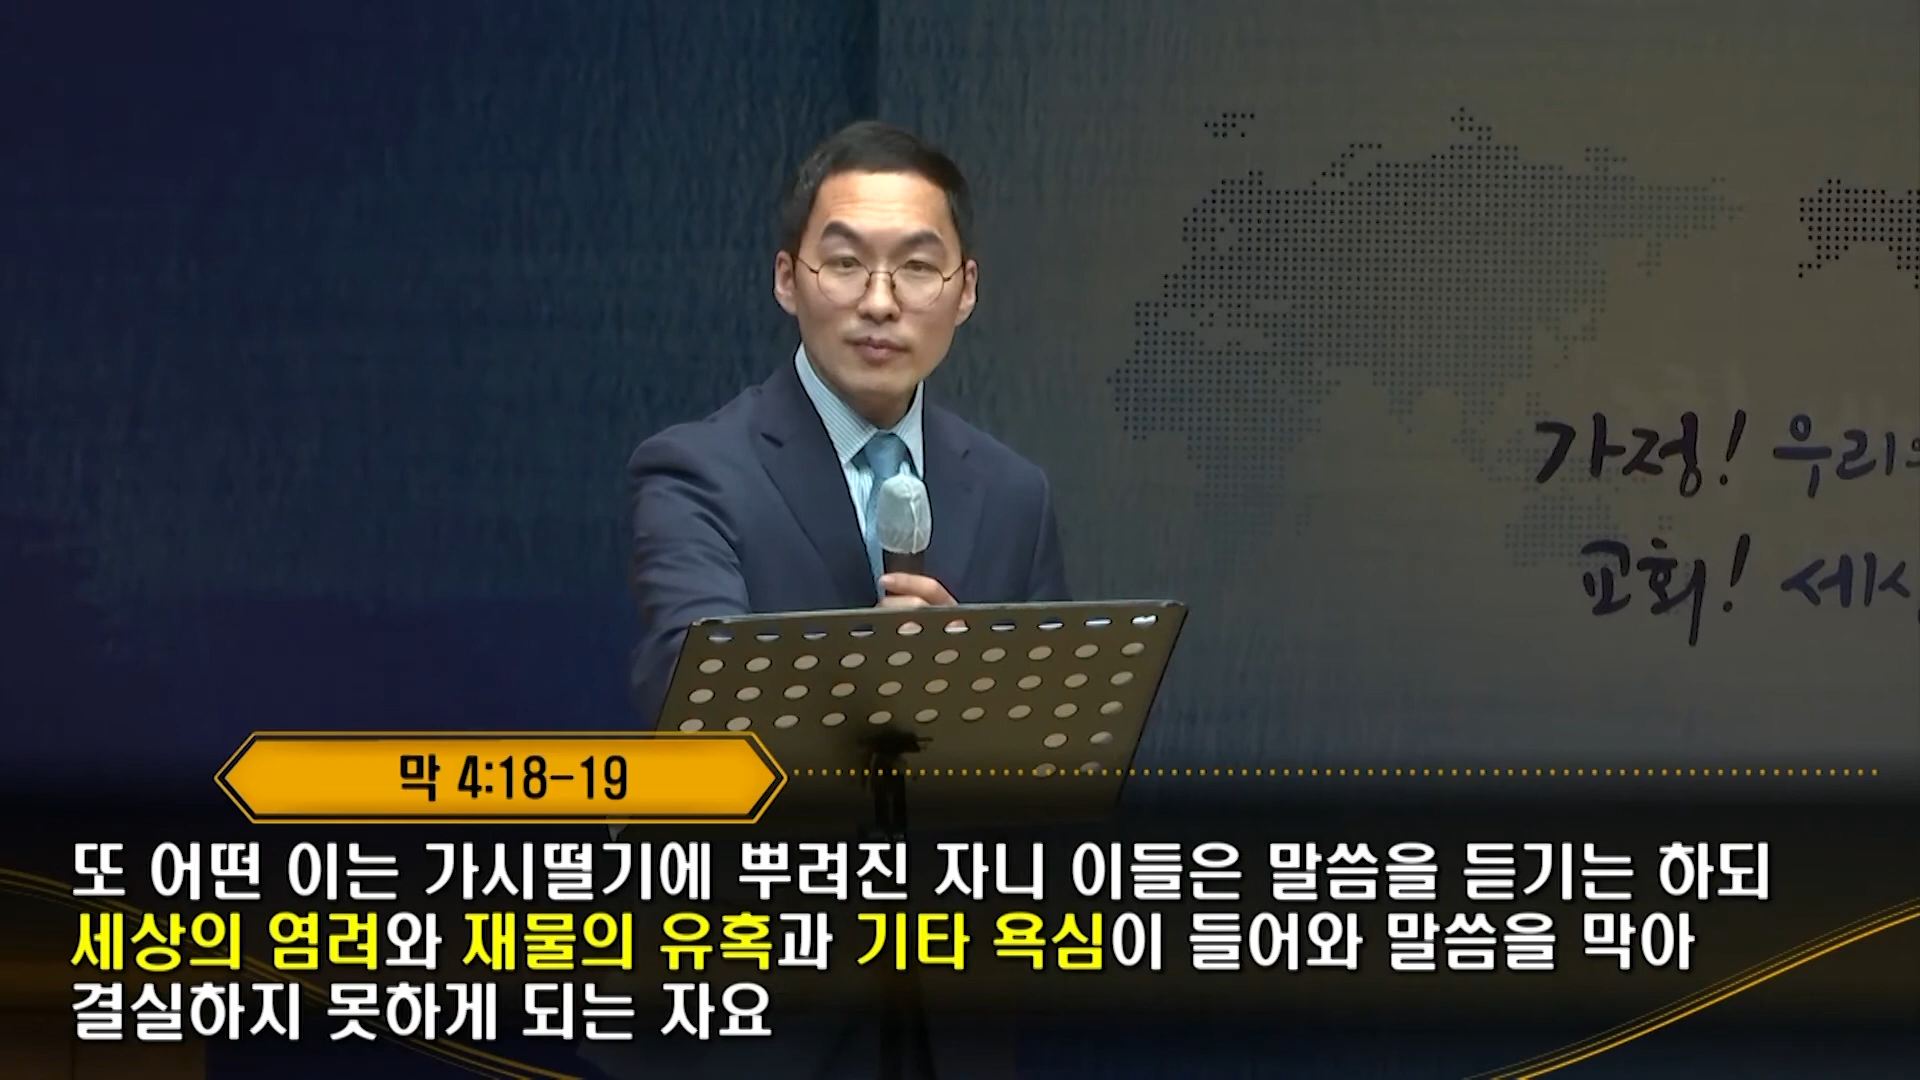 가정! 우리의
교회! 세상
막 4:18-19
또 어떤 이는 가시떨기에 뿌려진 자니 이들은 말씀을 듣기는 하되
세상의 염려와 재물의 유혹과 기타 욕심이 들어와 말씀을 막아
결실하지 못하게 되는 자요